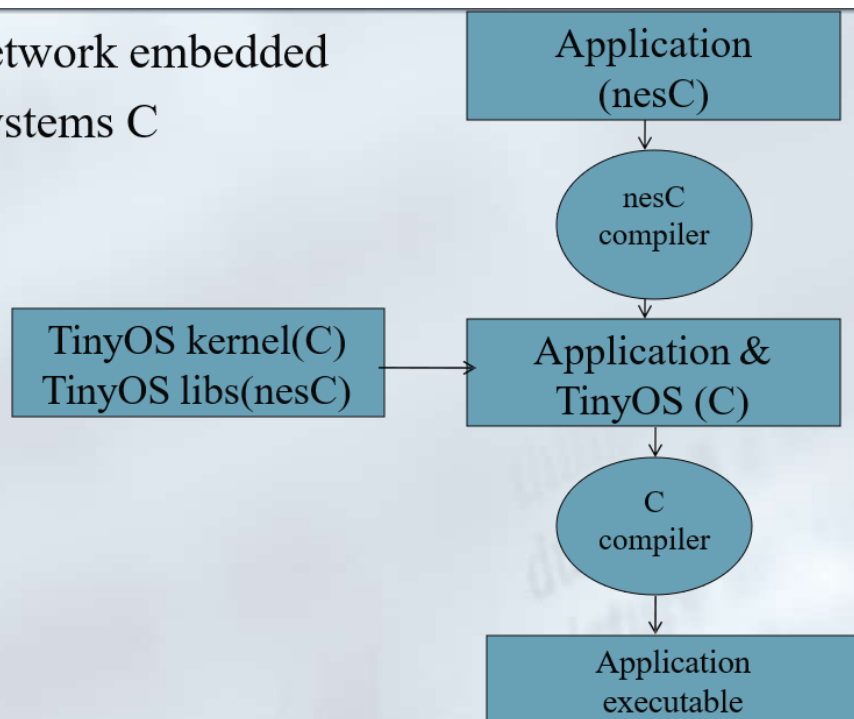 etwork embedded
ystems C
Application
(nesC)
nesC
compiler
TinyOS kernel(C)
TinyOS libs(nesC)
Application &
TinyOS (C)
C
compiler
Application
executable